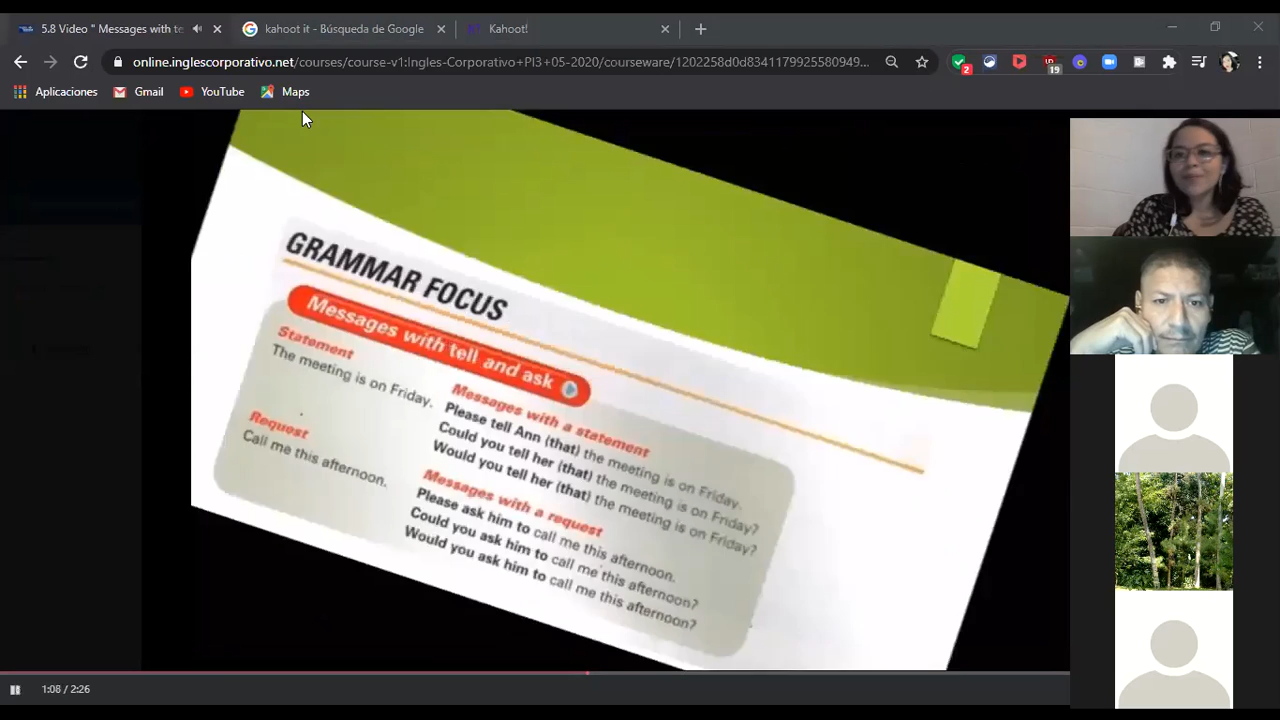 5.8 Video " Messages with te
kahoot it - Búsqueda de Google
Kahoot!
online.inglescorporativo.net/courses/course-v1:Ingles-Corporativo+PI3+05-2020/courseware/1202258d0d8341179925580949...
2
19
Aplicaciones
Gmail
YouTube
Maps
GRAMMAR FOCUS
Messages with tell and ask
Statement
The meeting is on Friday.
Messages with a statement
Please tell Ann (that) the meeting is on Friday.
Could you tell her (that) the meeting is on Friday?
Would you tell her (that) the meeting is on Friday?
Request
Call me this afternoon.
Messages with a request
Please ask him to call me this afternoon.
Could you ask him to call me this afternoon?
Would you ask him to call me this afternoon?
1:08 / 2:26